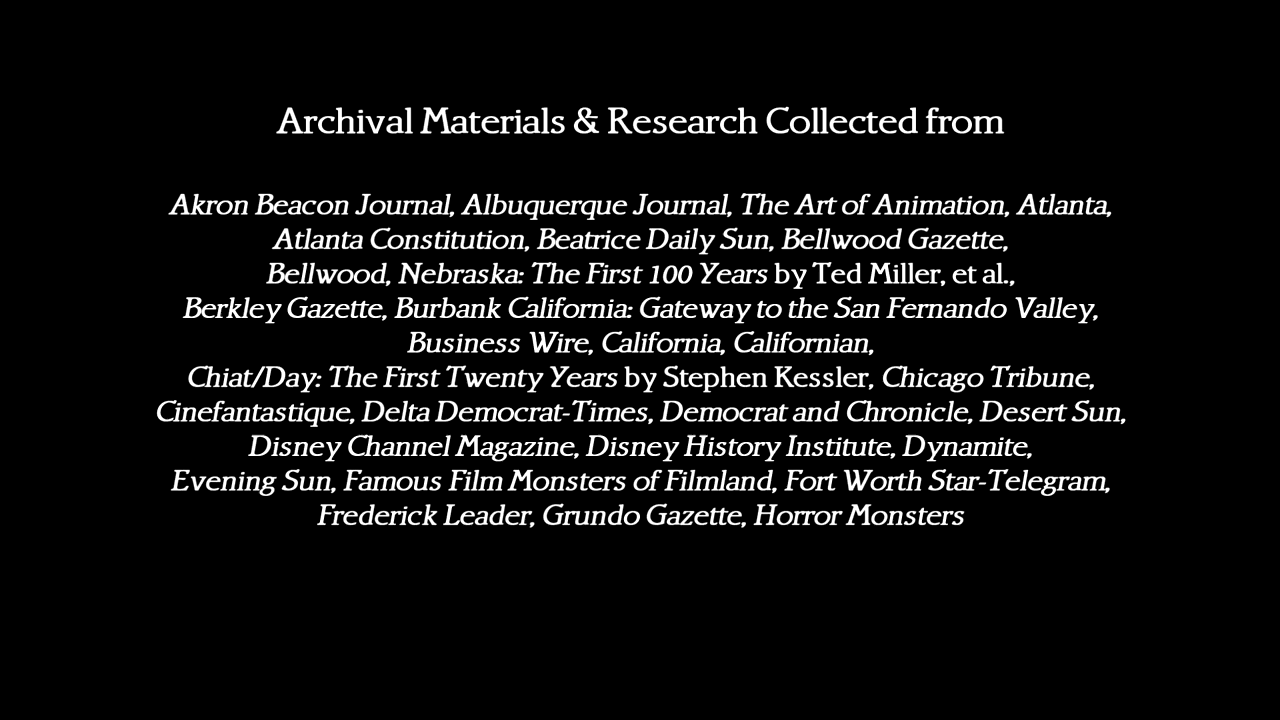 Archival Materials & Research Collected from
Akron Beacon Journal, Albuquerque Journal, The Art of Animation, Atlanta,
Atlanta Constitution, Beatrice Daily Sun, Bellwood Gazette,
Bellwood, Nebraska: The First 100 Years by Ted Miller, et al.,
Berkley Gazette, Burbank California: Gateway to the San Fernando Valley,
Business Wire, California, Californian,
Chiat/Day: The First Twenty Years by Stephen Kessler, Chicago Tribune,
Cinefantastique, Delta Democrat-Times, Democrat and Chronicle, Desert Sun,
Disney Channel Magazine, Disney History Institute, Dynamite,
Evening Sun, Famous Film Monsters of Filmland, Fort Worth Star-Telegram,
Frederick Leader, Grundo Gazette, Horror Monsters